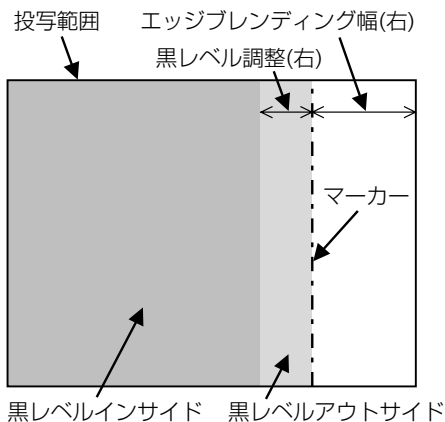 投写範囲
エッジブレンディング幅(右)
黒レベル調整(右)
マーカー
黒レベルインサイド
黒レベルアウトサイド